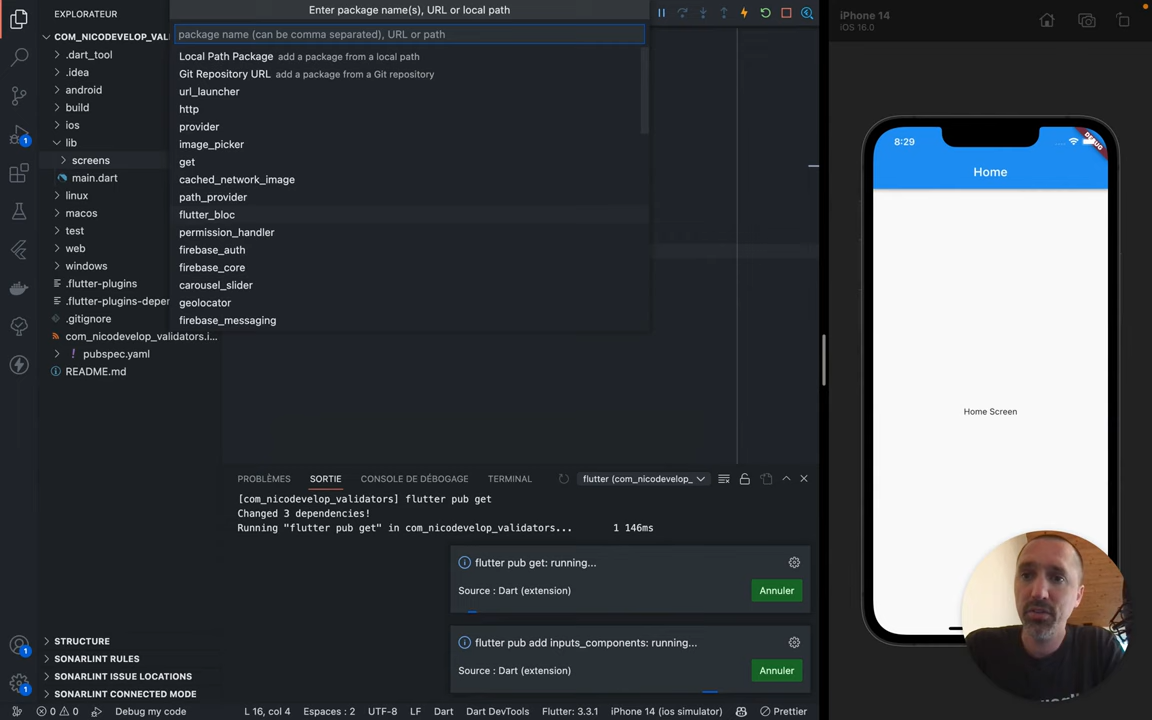 EXPLORATEUR
COM_NICODEVELOP_VALI
.dart_tool
.idea
android
build
ios
lib
screens
main.dart
linux
macos
test
web
windows
.flutter-plugins
.flutter-plugins-deper
.gitignore
com_nicodevelop_validators.i...
! pubspec.yaml
README.md
STRUCTURE
SONARLINT RULES
SONARLINT ISSUE LOCATIONS
SONARLINT CONNECTED MODE
Enter package name(s), URL or local path
package name (can be comma separated), URL or path
Local Path Package add a package from a local path
Git Repository URL add a package from a Git repository
url_launcher
http
provider
image_picker
get
cached_network_image
path_provider
flutter_bloc
permission_handler
firebase_auth
firebase_core
carousel_slider
geolocator
firebase_messaging
PROBLÈMES SORTIE CONSOLE DE DÉBOGAGE TERMINAL flutter (com_nicodevelop_
[com_nicodevelop_validators] flutter pub get
Changed 3 dependencies!
Running "flutter pub get" in com_nicodevelop_validators... 1 146ms
flutter pub get: running...
Source : Dart (extension) Annuler
flutter pub add inputs_components: running...
Source : Dart (extension) Annuler
iPhone 14
iOS 16.0
8:29
DEBUG
Home
Home Screen
1
1
1
0 0 Debug my code L 16, col 4 Espaces : 2 UTF-8 LF Dart Dart DevTools Flutter: 3.3.1 iPhone 14 (ios simulator) Prettier